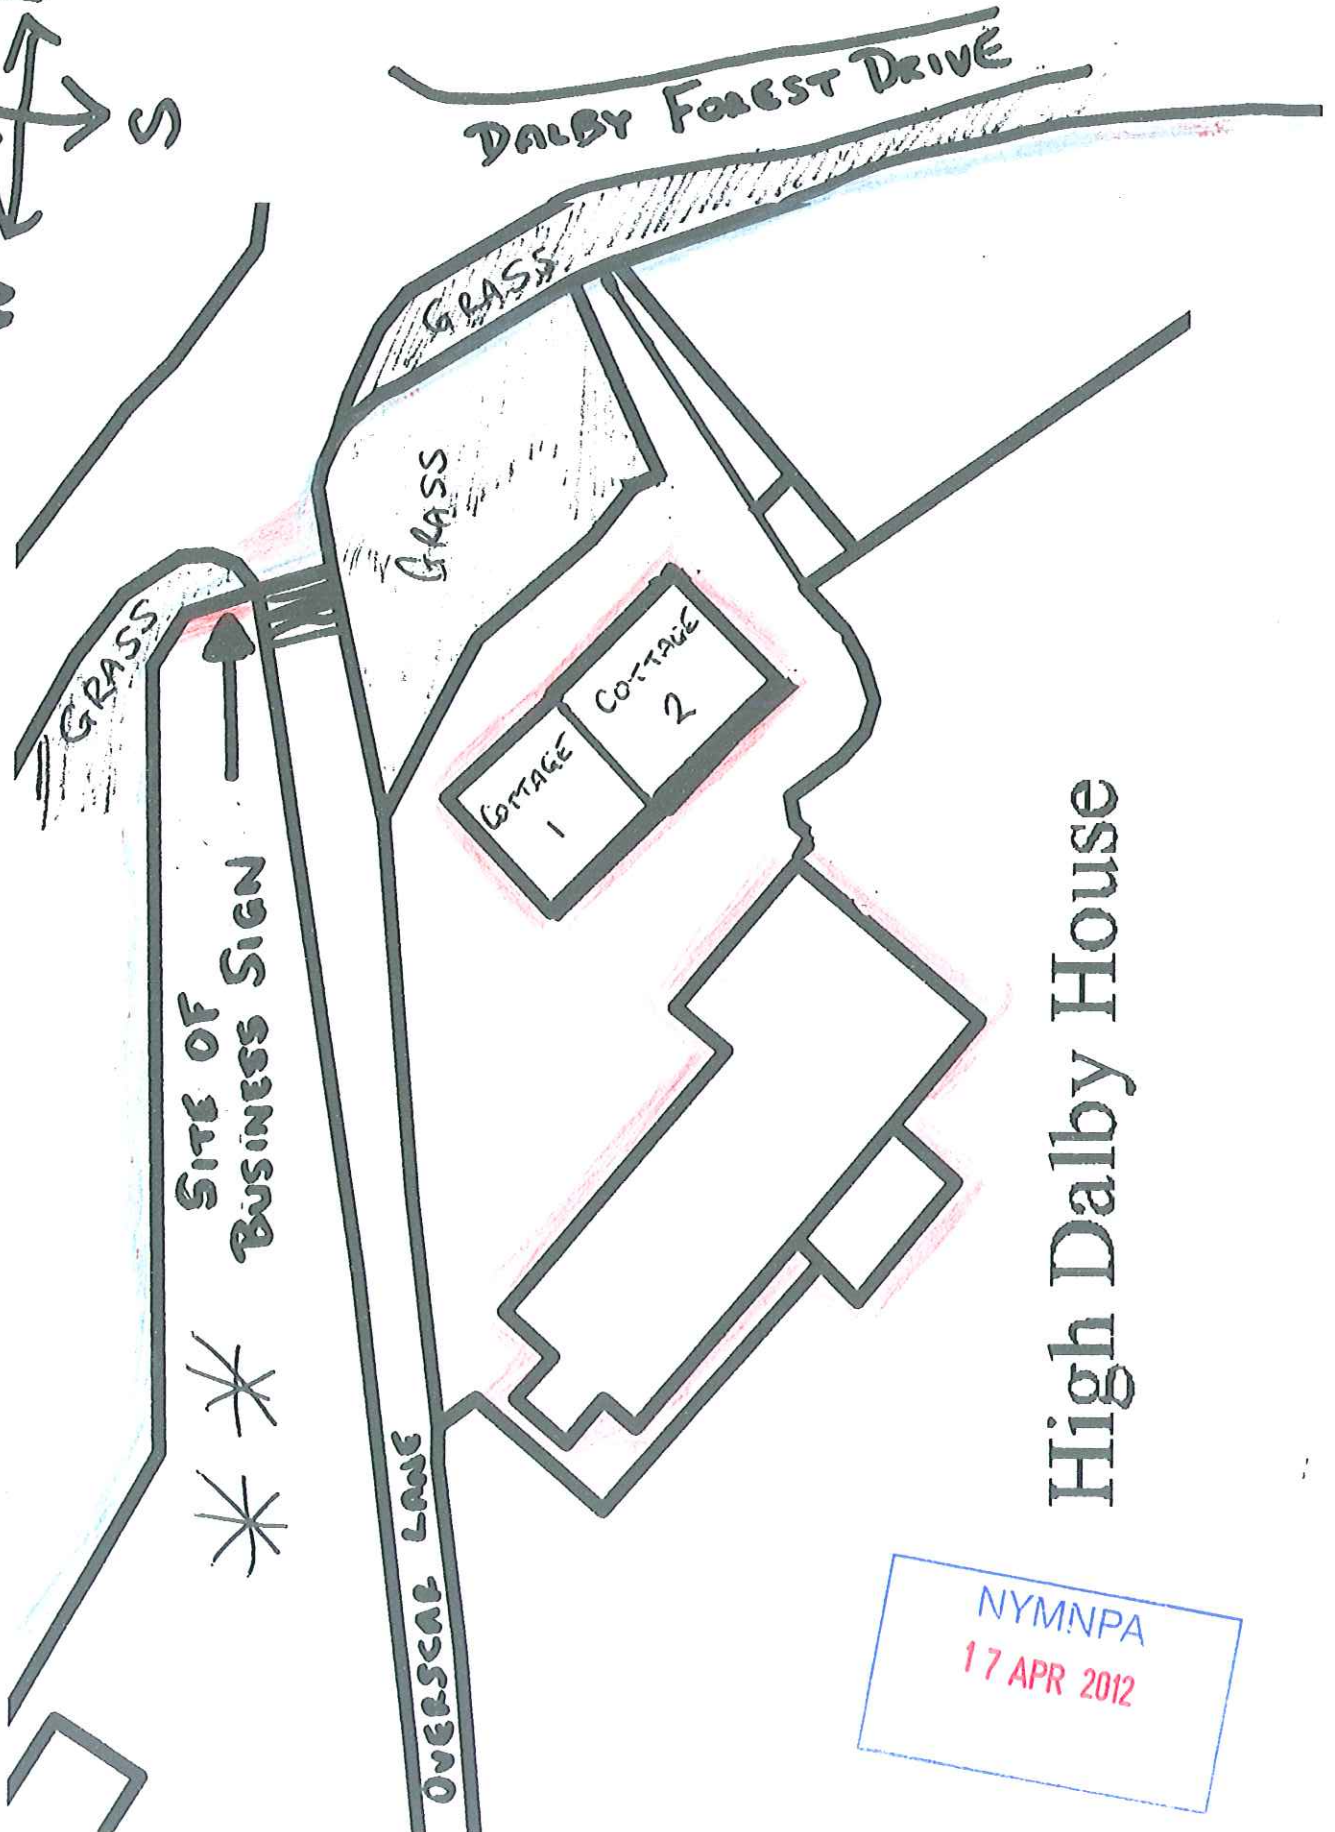 S
DALBY FOREST DRIVE
GRASS
GRASS
GRASS
COTTAGE
2
COTTAGE
1
SITE OF
BUSINESS SIGN
OVERSCAR LANE
High Dalby House
NYMNPA
17 APR 2012